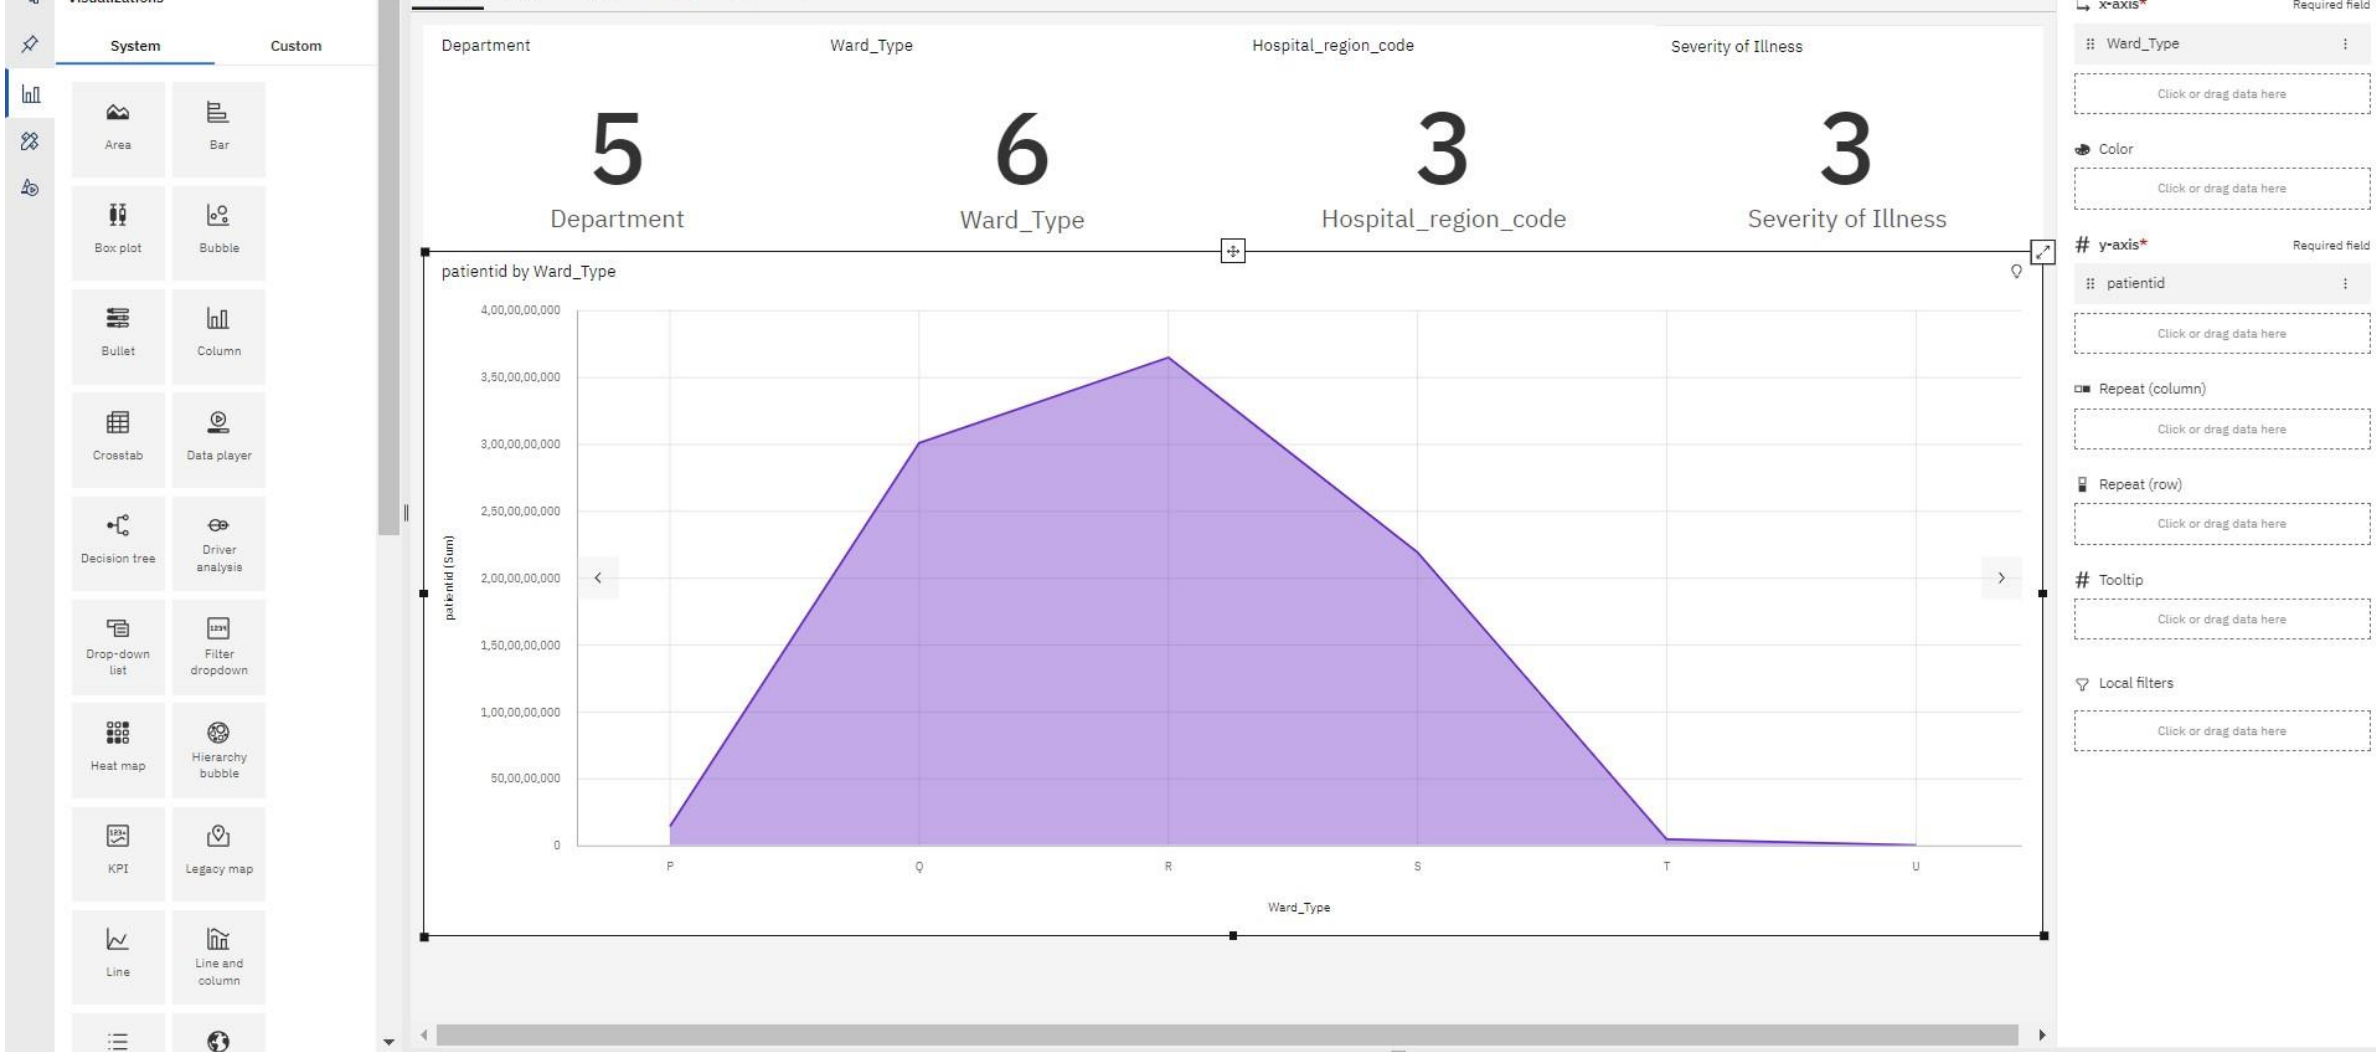 Visualizations
System
Custom
Area
Bar
Box plot
Bubble
Bullet
Column
Crosstab
Data player
Decision tree
Driver
analysis
Drop-down
list
Filter
dropdown
Heat map
Hierarchy
bubble
KPI
Legacy map
Line
Line and
column
Department
Ward_Type
Hospital_region_code
Severity of Illness
5
6
3
3
Department
Ward_Type
Hospital_region_code
Severity of Illness
patientid by Ward_Type
patientid (Sum)
4,00,00,00,000
3,50,00,00,000
3,00,00,00,000
2,50,00,00,000
2,00,00,00,000
1,50,00,00,000
1,00,00,00,000
50,00,00,000
0
P
Q
R
S
T
U
Ward_Type
x-axis*
Required field
Ward_Type
Click or drag data here
Color
Click or drag data here
# y-axis*
Required field
patientid
Click or drag data here
Repeat (column)
Click or drag data here
Repeat (row)
Click or drag data here
# Tooltip
Click or drag data here
Local filters
Click or drag data here